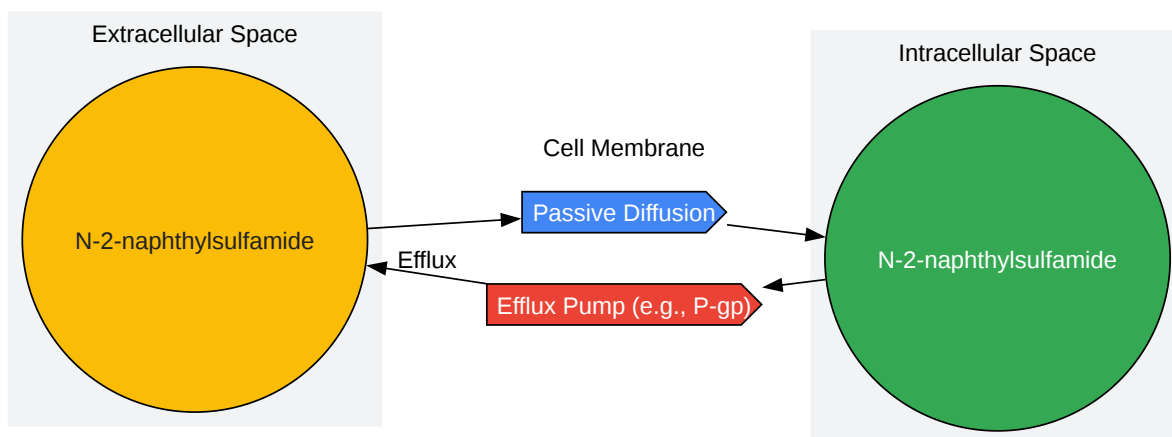 Extracellular Space
Intracellular Space
Cell Membrane
Passive Diffusion
N-2-naphthylsulfamide
Efflux
N-2-naphthylsulfamide
Efflux Pump (e.g., P-gp)